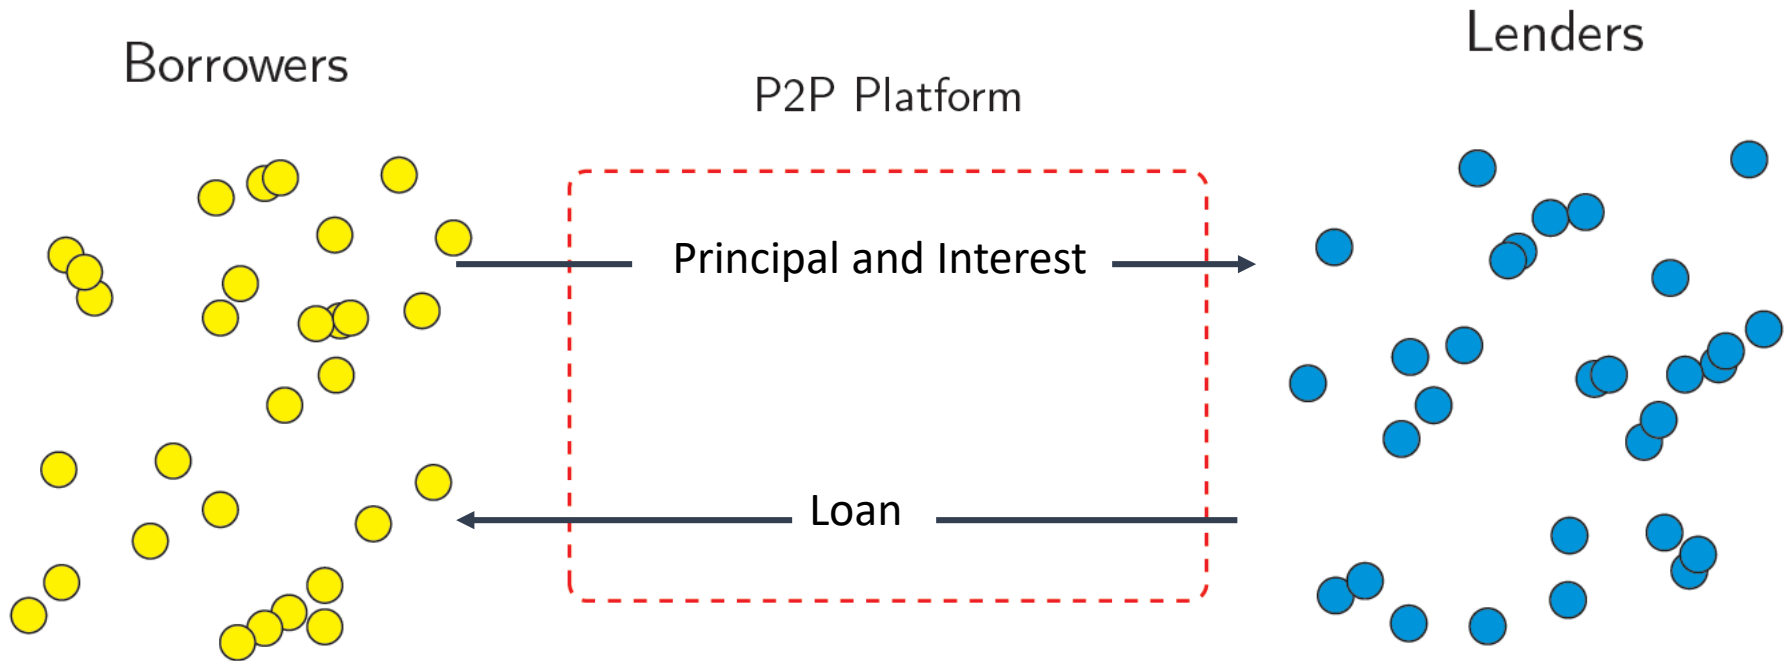 Borrowers
P2P Platform
Lenders
Principal and Interest
Loan